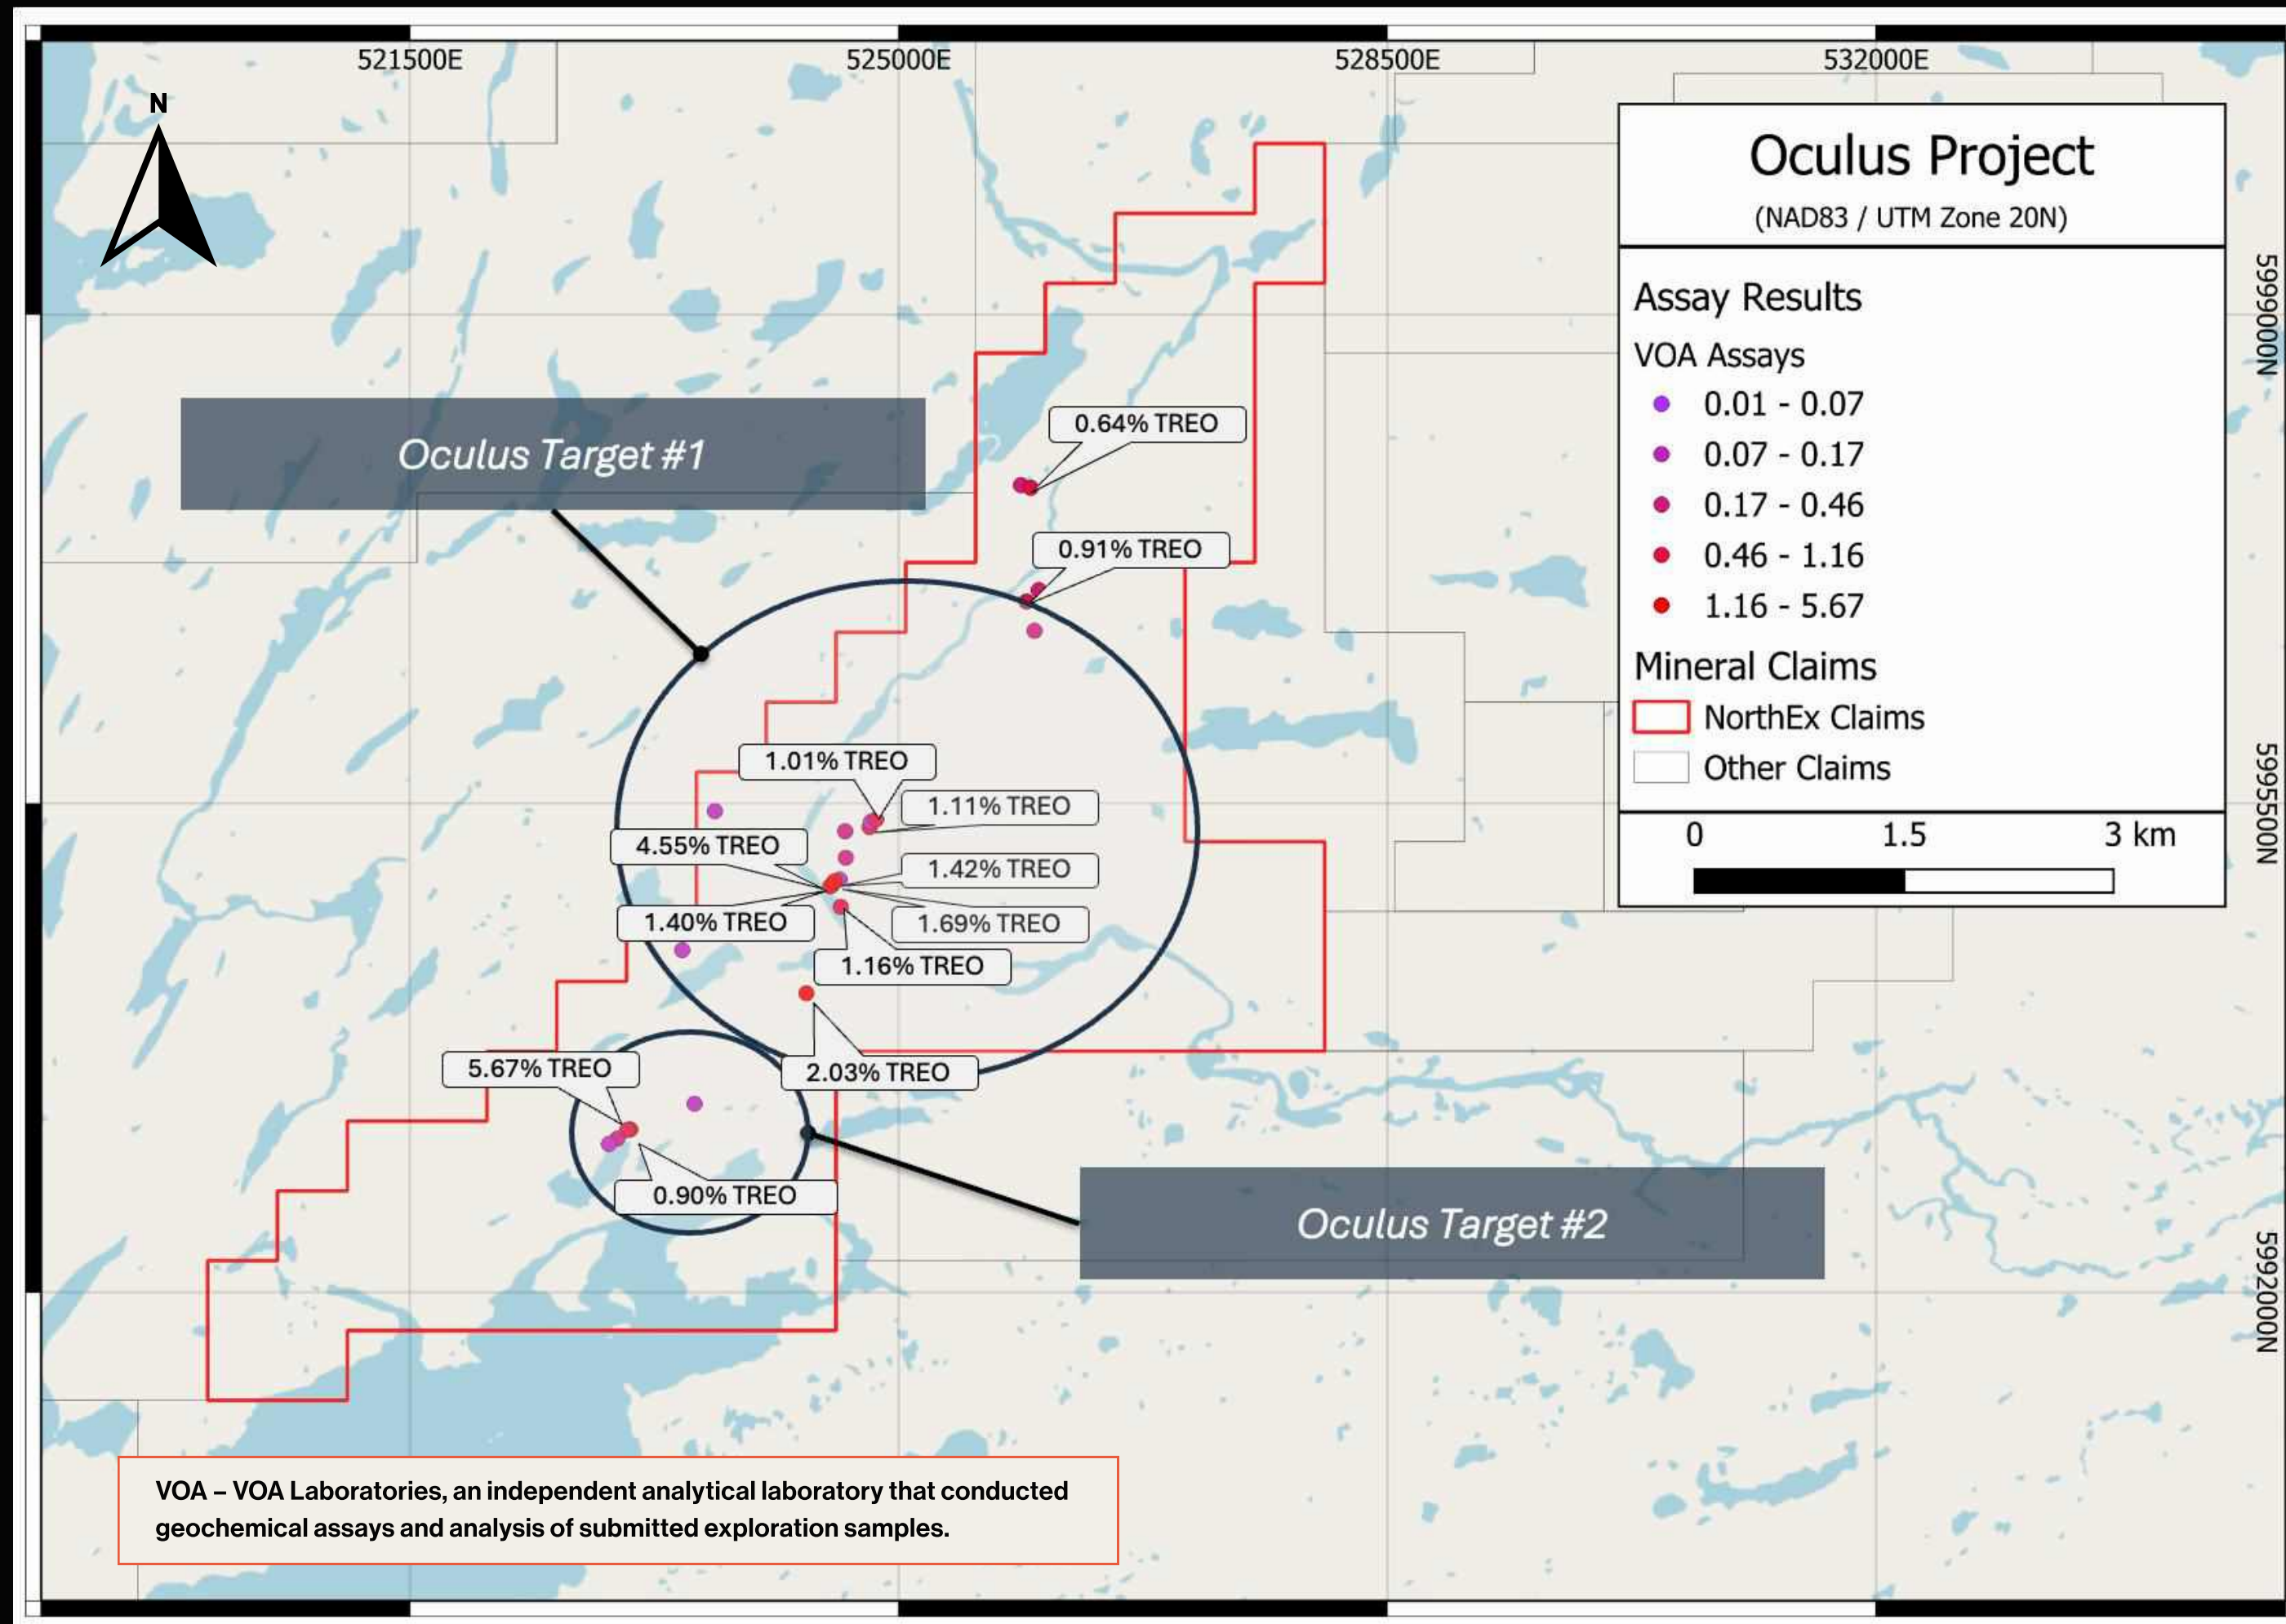 521500E
525000E
528500E
532000E
N
Oculus Project
(NAD83 / UTM Zone 20N)
Assay Results
VOA Assays
0.01 - 0.07
0.07 - 0.17
0.17 - 0.46
0.46 - 1.16
1.16 - 5.67
Mineral Claims
NorthEx Claims
Other Claims
0 1.5 3 km
5999000N
5995500N
5992000N
Oculus Target #1
0.64% TREO
0.91% TREO
1.01% TREO
1.11% TREO
4.55% TREO
1.42% TREO
1.40% TREO
1.69% TREO
1.16% TREO
5.67% TREO
2.03% TREO
0.90% TREO
Oculus Target #2
VOA – VOA Laboratories, an independent analytical laboratory that conducted
geochemical assays and analysis of submitted exploration samples.